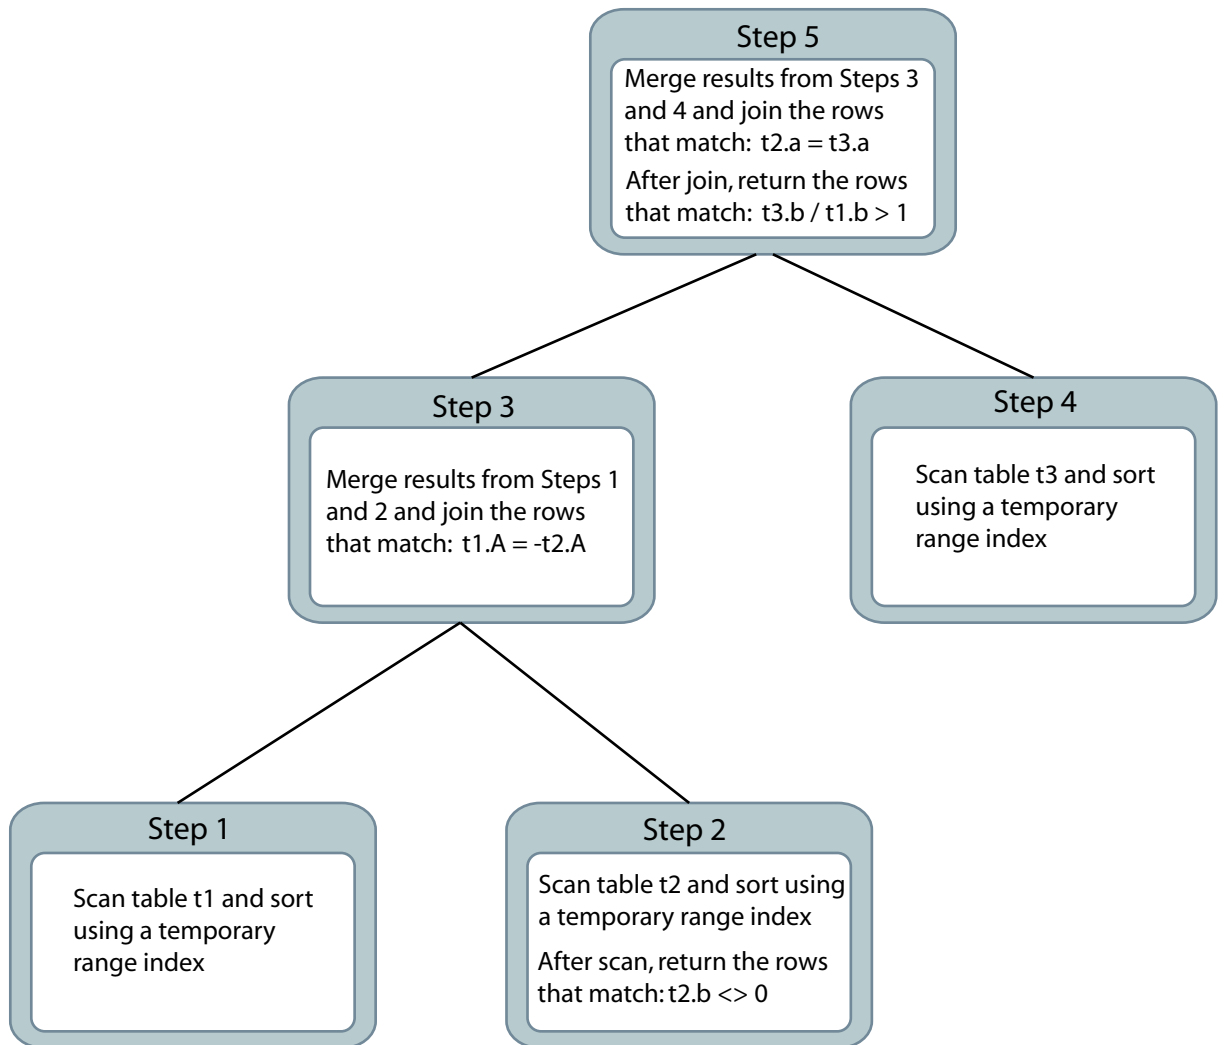 Step 5
Merge results from Steps 3
and 4 and join the rows
that match: t2.a = t3.a
After join, return the rows
that match: t3.b / t1.b > 1
Step 3
Merge results from Steps 1
and 2 and join the rows
that match: t1.A = -t2.A
Step 4
Scan table t3 and sort
using a temporary
range index
Step 1
Scan table t1 and sort
using a temporary
range index
Step 2
Scan table t2 and sort using
a temporary range index
After scan, return the rows
that match: t2.b <> 0